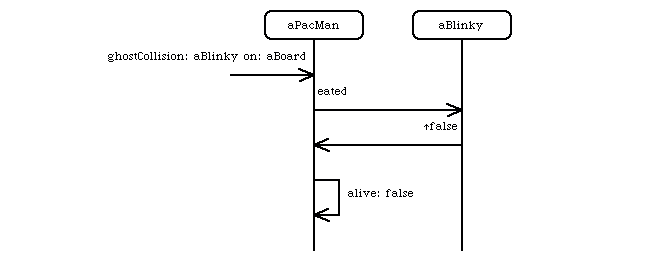 aPacMan
aBlinky
ghostCollision: aBlinky on: aBoard
eated
↑false
alive: false